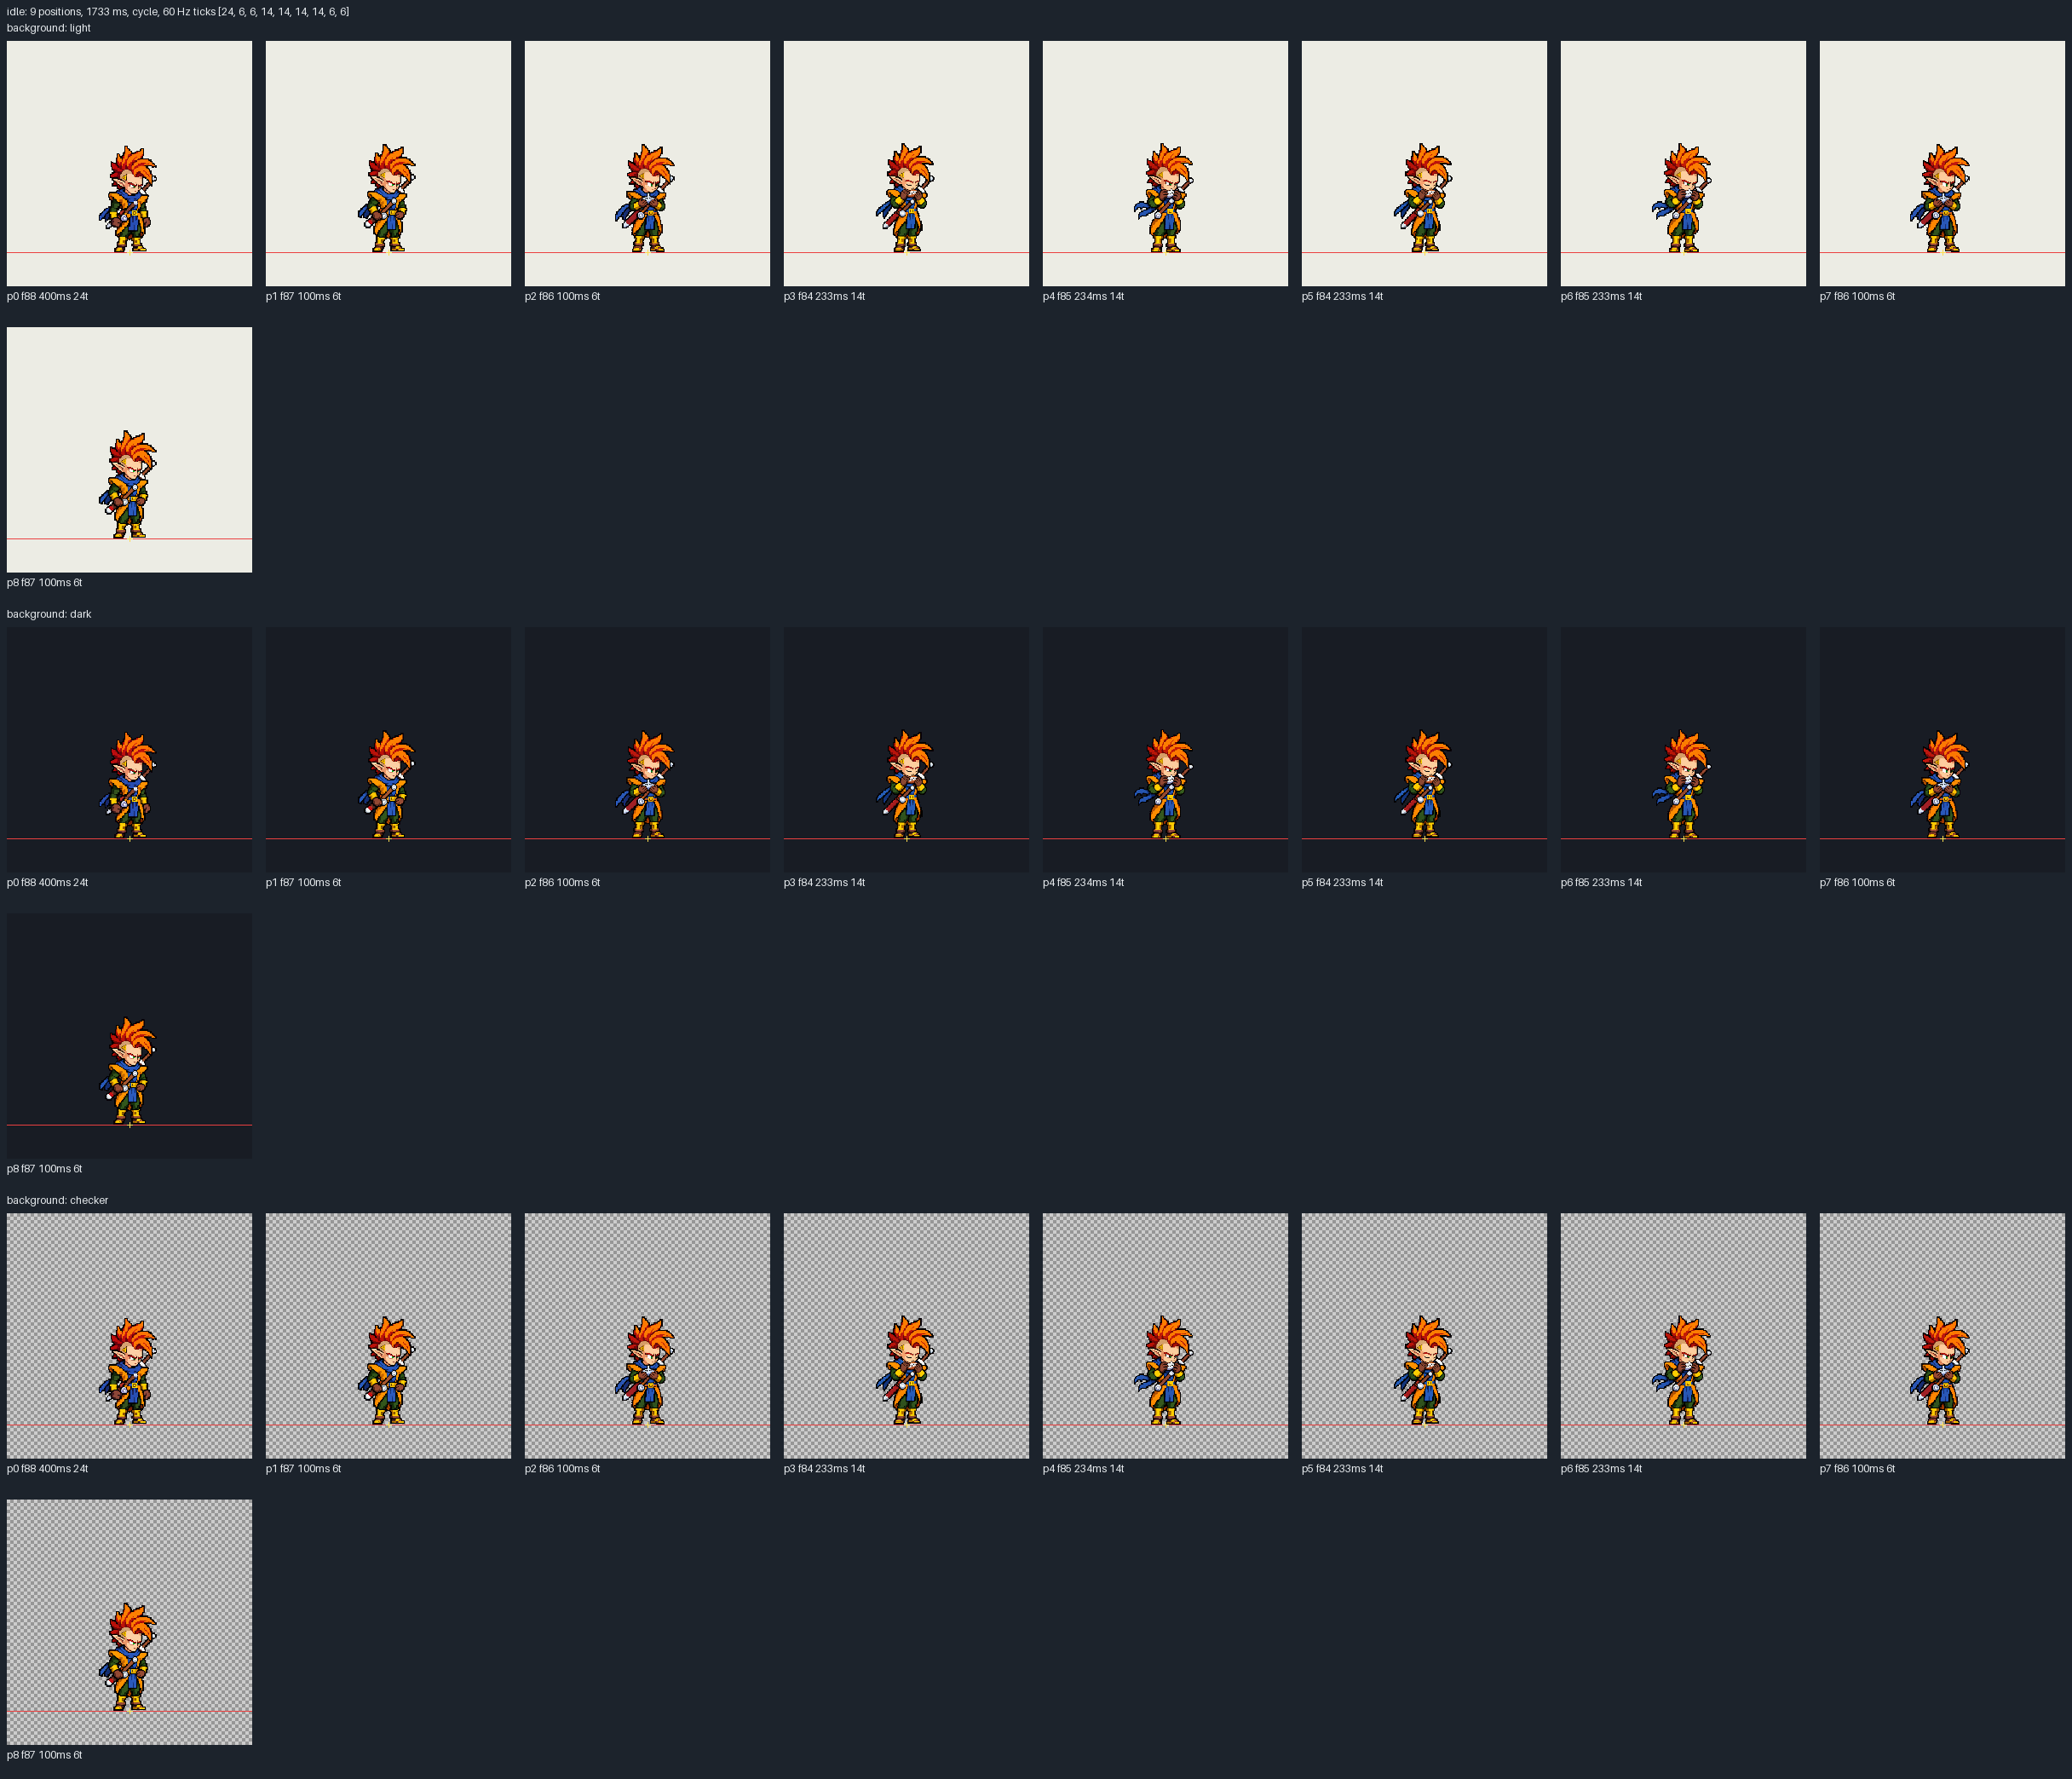 idle: 9 positions, 1733 ms, cycle, 60 Hz ticks [24, 6, 6, 14, 14, 14, 14, 6, 6]
background: light
p0 f88 400ms 24t
p1 f87 100ms 6t
p2 f86 100ms 6t
p3 f84 233ms 14t
p4 f85 234ms 14t
p5 f84 233ms 14t
p6 f85 233ms 14t
p7 f86 100ms 6t
p8 f87 100ms 6t
background: dark
p0 f88 400ms 24t
p1 f87 100ms 6t
p2 f86 100ms 6t
p3 f84 233ms 14t
p4 f85 234ms 14t
p5 f84 233ms 14t
p6 f85 233ms 14t
p7 f86 100ms 6t
p8 f87 100ms 6t
background: checker
p0 f88 400ms 24t
p1 f87 100ms 6t
p2 f86 100ms 6t
p3 f84 233ms 14t
p4 f85 234ms 14t
p5 f84 233ms 14t
p6 f85 233ms 14t
p7 f86 100ms 6t
p8 f87 100ms 6t